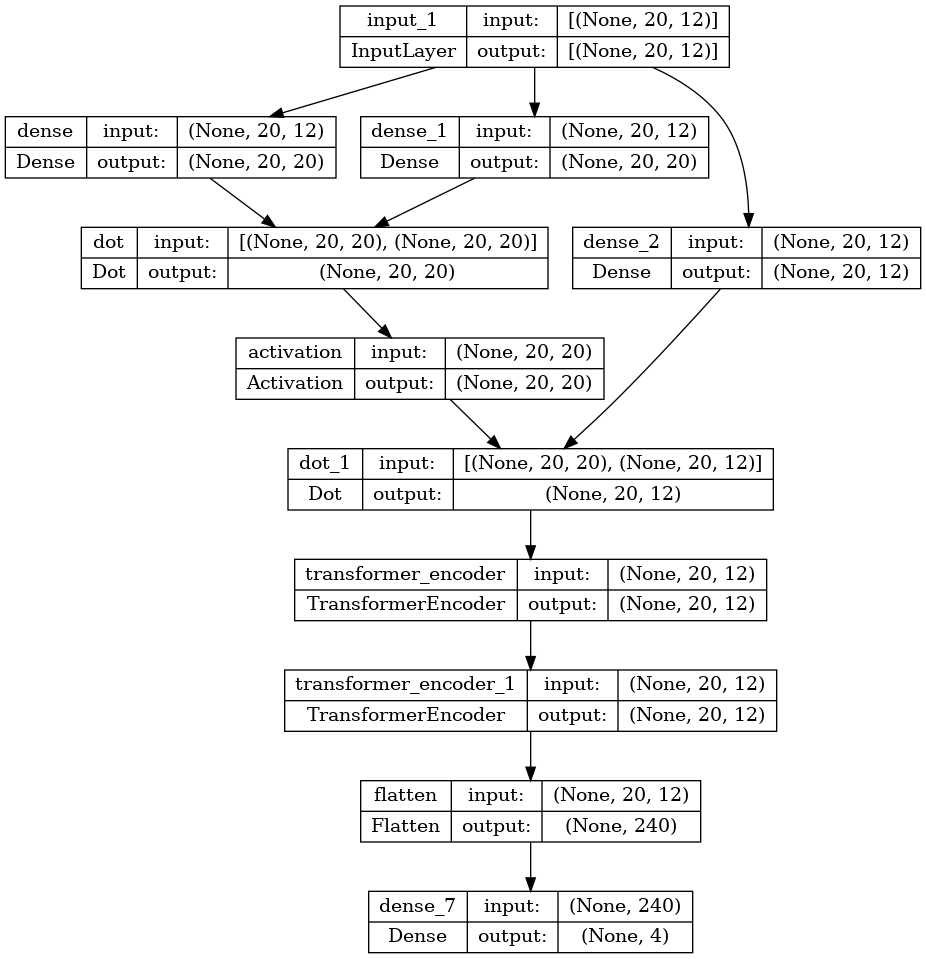 input_1 input: [(None, 20, 12)]
InputLayer output: [(None, 20, 12)]
dense input: (None, 20, 12)
Dense output: (None, 20, 20)
dense_1 input: (None, 20, 12)
Dense output: (None, 20, 20)
dot input: [(None, 20, 20), (None, 20, 20)]
Dot output: (None, 20, 20)
dense_2 input: (None, 20, 12)
Dense output: (None, 20, 12)
activation input: (None, 20, 20)
Activation output: (None, 20, 20)
dot_1 input: [(None, 20, 20), (None, 20, 12)]
Dot output: (None, 20, 12)
transformer_encoder input: (None, 20, 12)
TransformerEncoder output: (None, 20, 12)
transformer_encoder_1 input: (None, 20, 12)
TransformerEncoder output: (None, 20, 12)
flatten input: (None, 20, 12)
Flatten output: (None, 240)
dense_7 input: (None, 240)
Dense output: (None, 4)